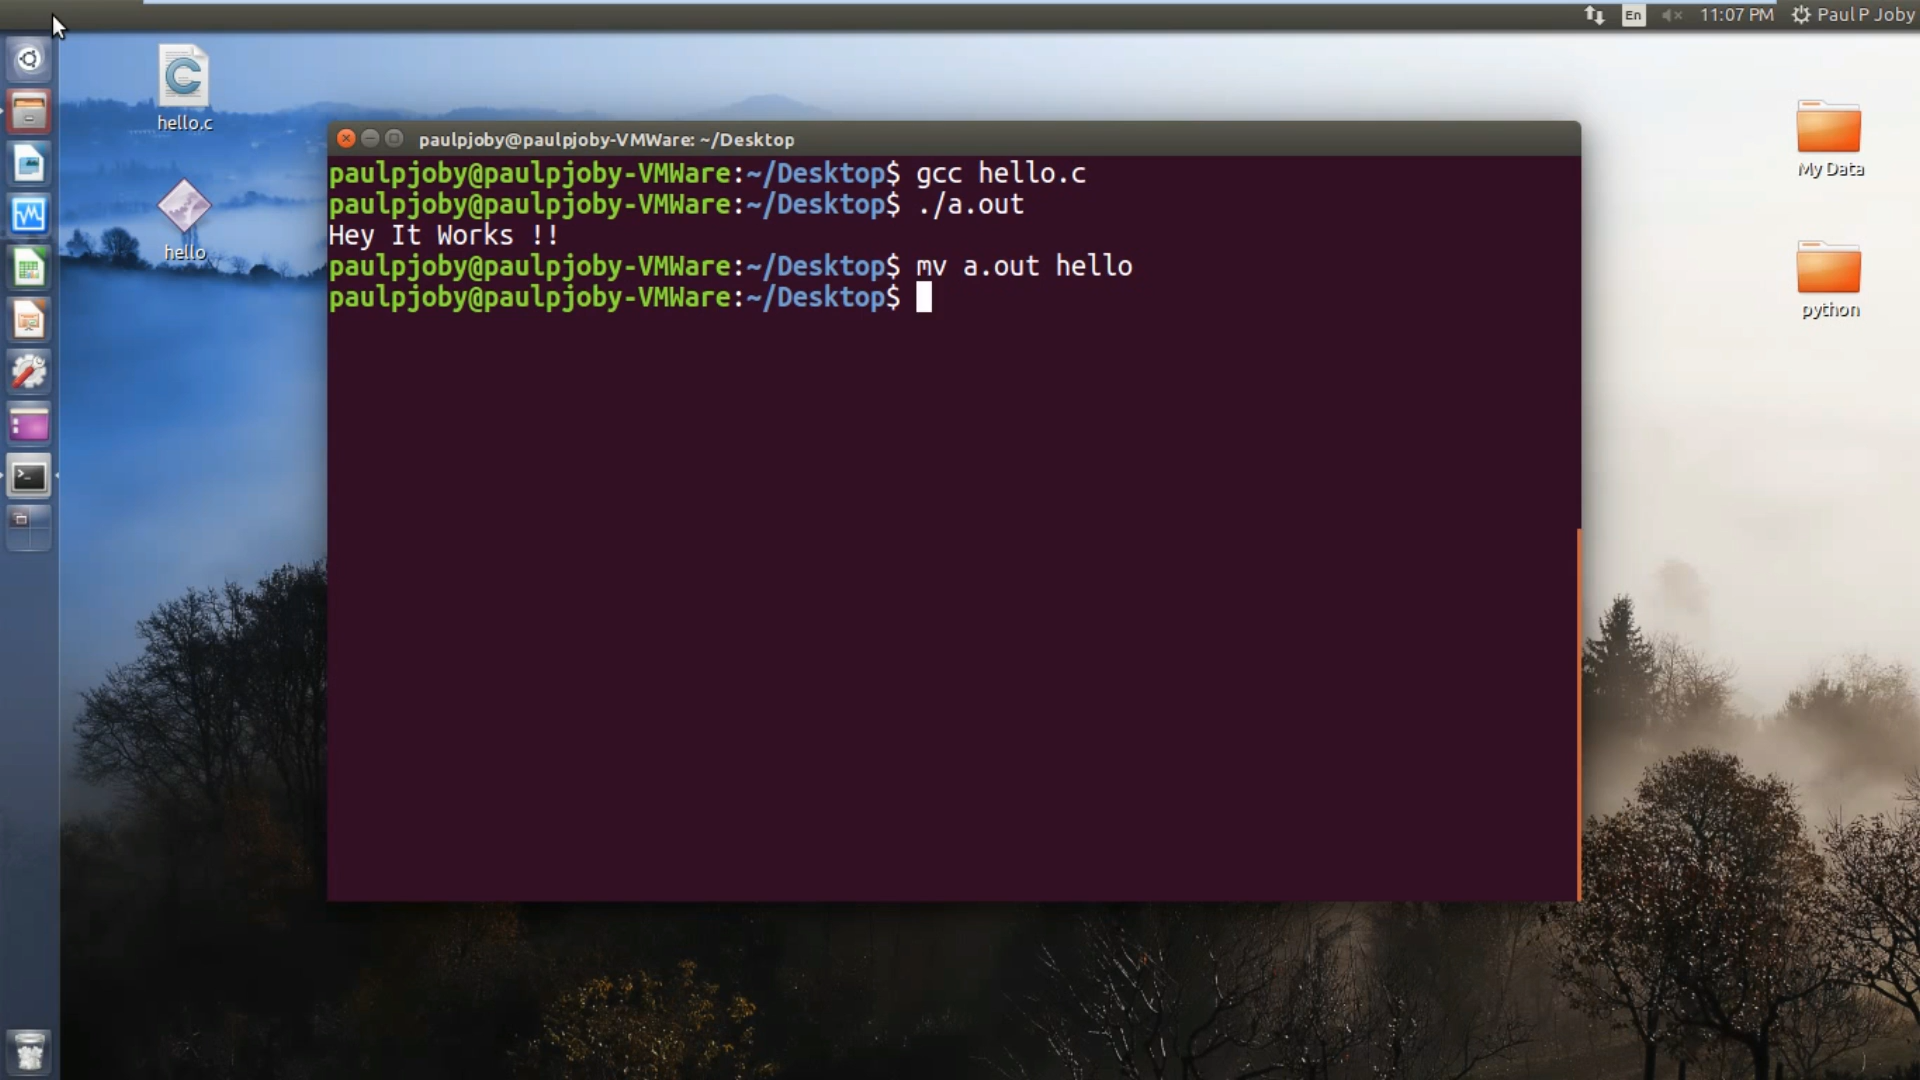 En 11:07 PM Paul P Joby
hello.c
hello
My Data
python
paulpjoby@paulpjoby-VMWare: ~/Desktop
paulpjoby@paulpjoby-VMWare:~/Desktop$ gcc hello.c
paulpjoby@paulpjoby-VMWare:~/Desktop$ ./a.out
Hey It Works !!
paulpjoby@paulpjoby-VMWare:~/Desktop$ mv a.out hello
paulpjoby@paulpjoby-VMWare:~/Desktop$